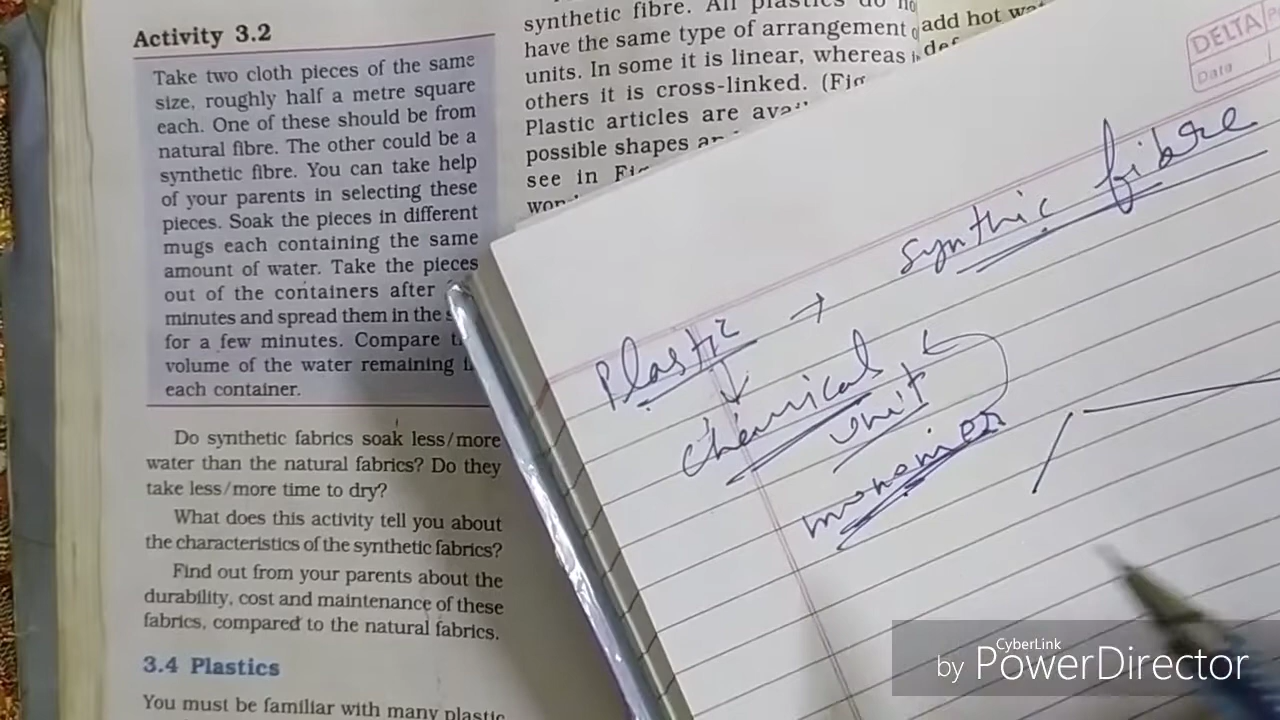 Activity 3.2
Take two cloth pieces of the same
size, roughly half a metre square
each. One of these should be from
natural fibre. The other could be a
synthetic fibre. You can take help
of your parents in selecting these
pieces. Soak the pieces in different
mugs each containing the same
amount of water. Take the pieces
out of the containers after
minutes and spread them in the
for a few minutes. Compare
volume of the water remaining
each container.
Do synthetic fabrics soak less/more
water than the natural fabrics? Do they
take less/more time to dry?
What does this activity tell you about
the characteristics of the synthetic fabrics?
Find out from your parents about the
durability, cost and maintenance of these
fabrics, compared to the natural fabrics.
3.4 Plastics
You must be familiar with many plastic
synthetic fibre. All plastics do
have the same type of arrangement
units. In some it is linear, whereas
others it is cross-linked. (Fig
Plastic articles are
possible shapes
see in
add hot
DELTA
Date
Plastic → synthic fibre
chemical
unit
monomer
CyberLink
by PowerDirector